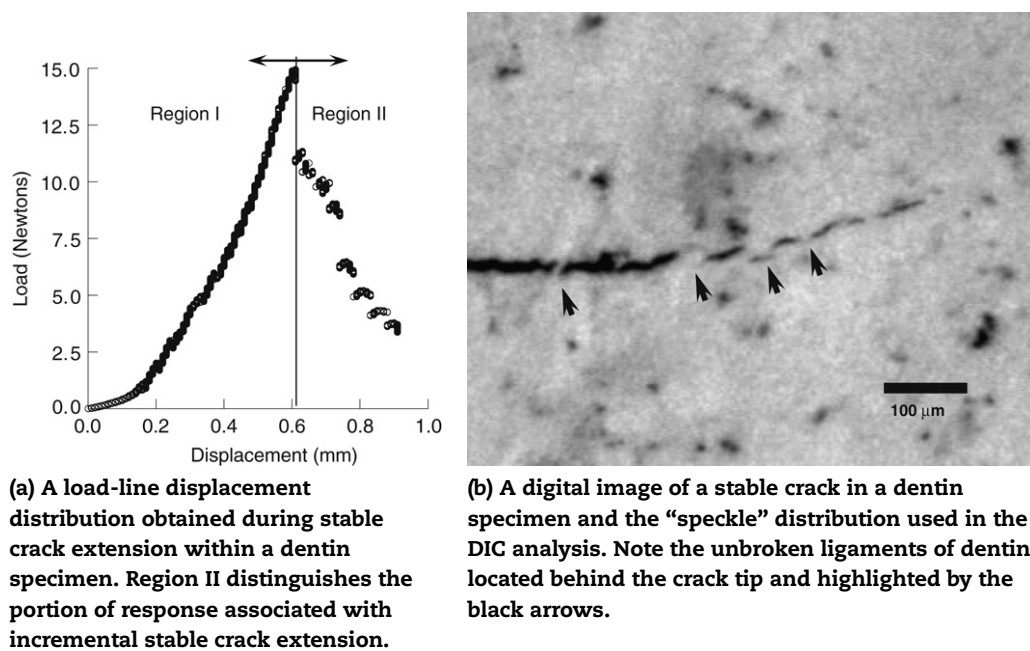 15.0
12.5
10.0
7.5
5.0
2.5
0.0
Load (Newtons)
Region I
Region II
0.0 0.2 0.4 0.6 0.8 1.0
Displacement (mm)
(a) A load-line displacement
distribution obtained during stable
crack extension within a dentin
specimen. Region II distinguishes the
portion of response associated with
incremental stable crack extension.
100 μm
(b) A digital image of a stable crack in a dentin
specimen and the “speckle” distribution used in the
DIC analysis. Note the unbroken ligaments of dentin
located behind the crack tip and highlighted by the
black arrows.